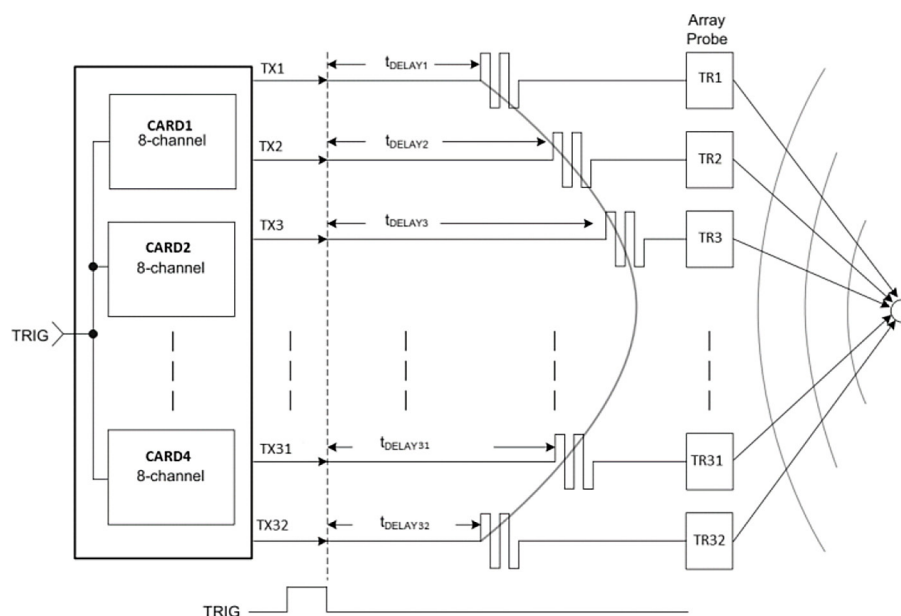 Array
Probe
TX1
tDELAY1
TR1
CARD1
8-channel
TX2
tDELAY2
TR2
TX3
tDELAY3
TR3
CARD2
8-channel
TRIG
CARD4
8-channel
TX31
tDELAY31
TR31
TX32
tDELAY32
TR32
TRIG